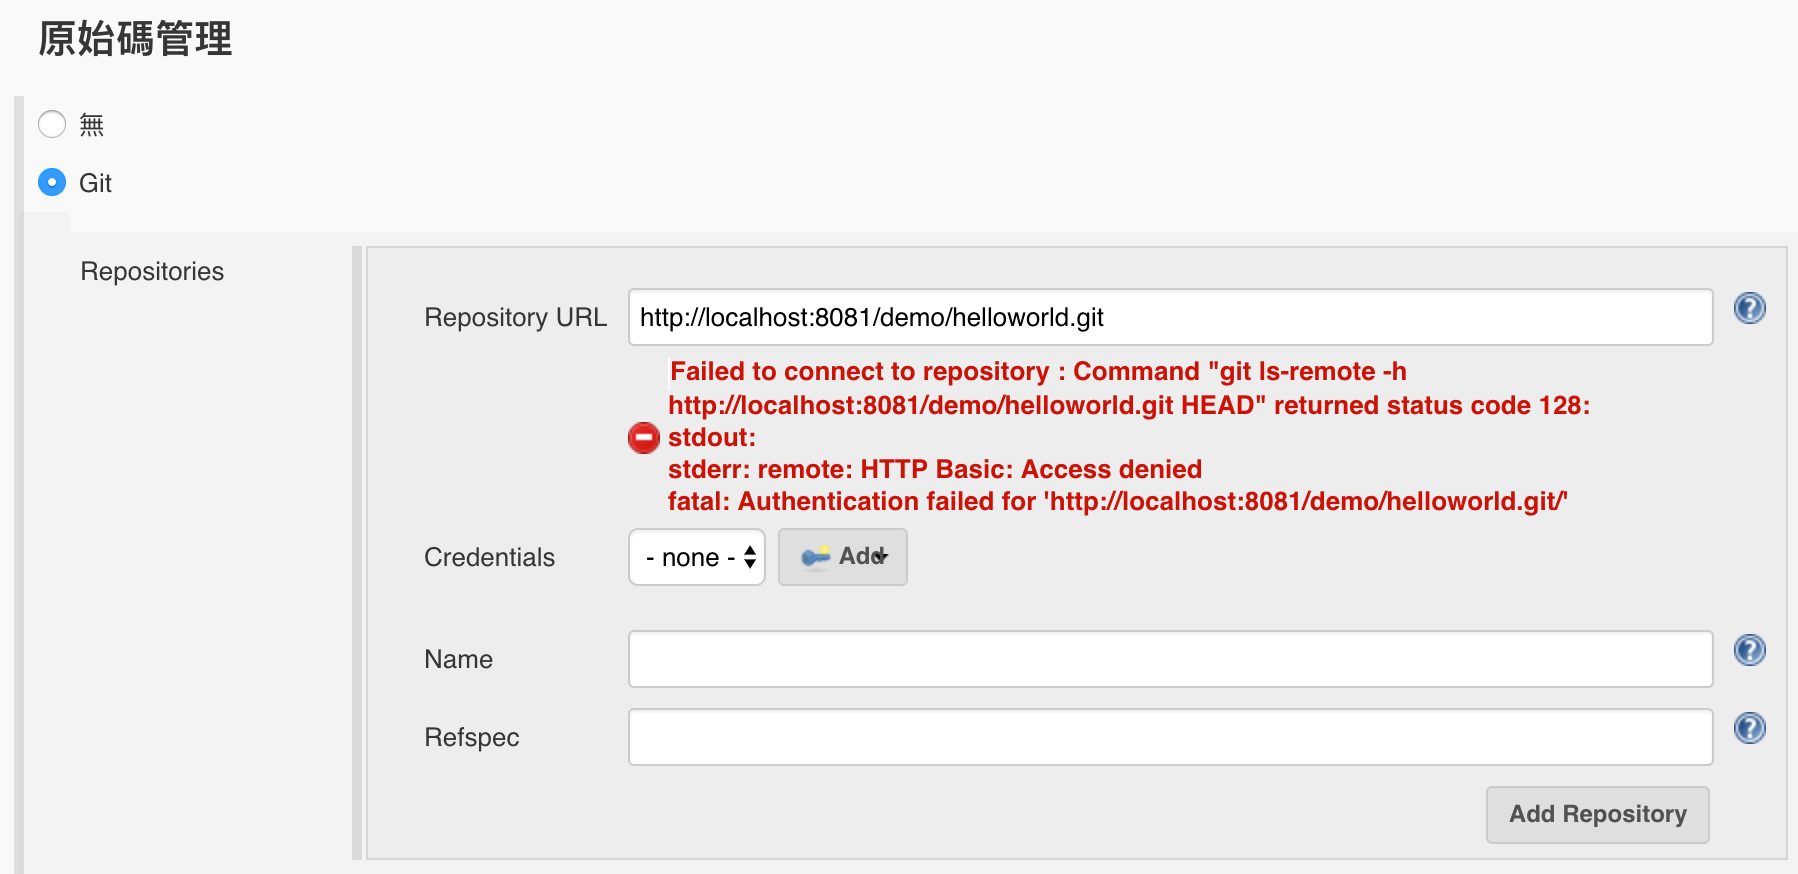 原始碼管理
無
Git
Repositories
Repository URL
http://localhost:8081/demo/helloworld.git
Failed to connect to repository : Command "git ls-remote -h
http://localhost:8081/demo/helloworld.git HEAD" returned status code 128:
stdout:
stderr: remote: HTTP Basic: Access denied
fatal: Authentication failed for 'http://localhost:8081/demo/helloworld.git/'
Credentials
- none -
Add
Name
Refspec
Add Repository